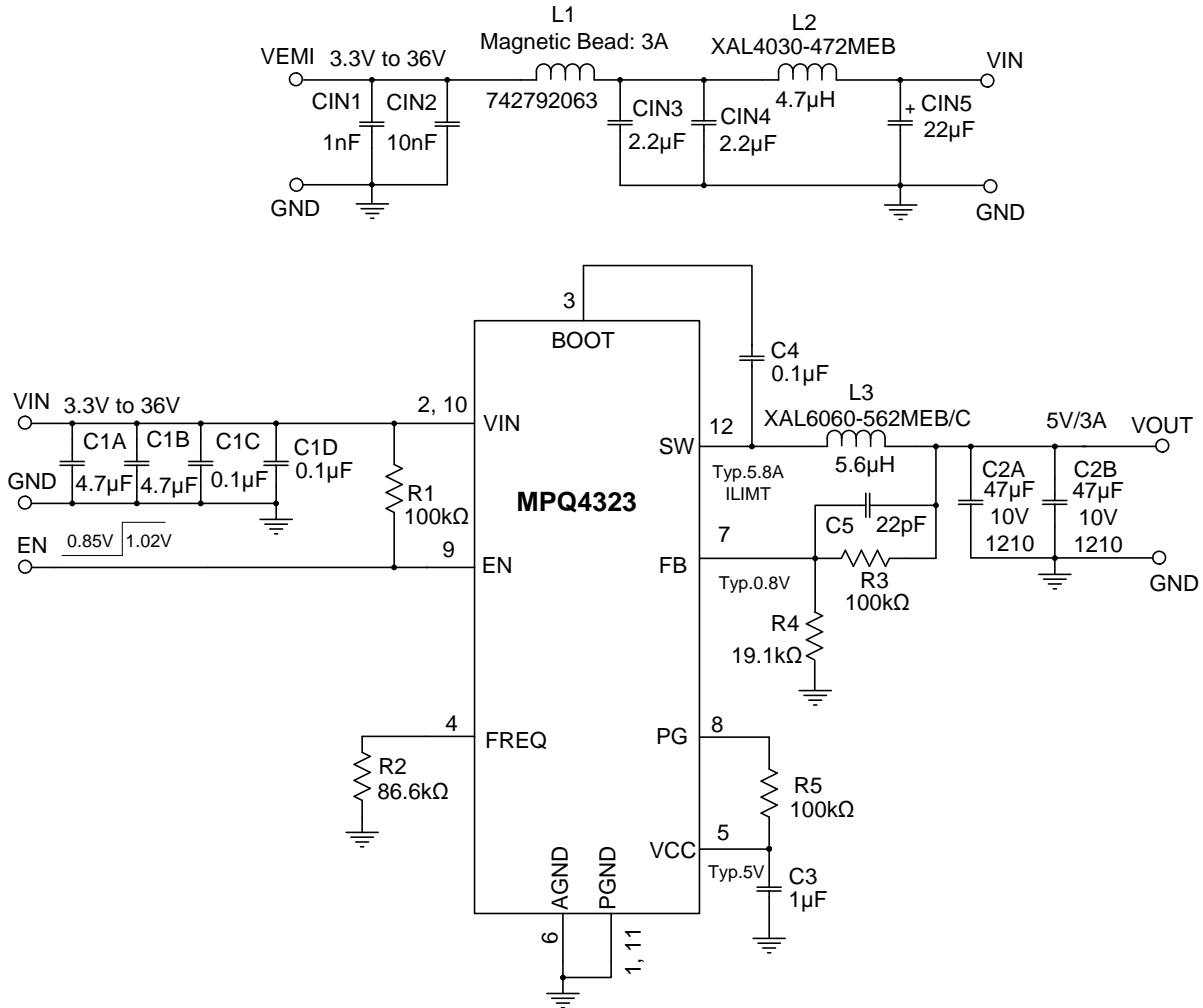 L1
Magnetic Bead: 3A
742792063
L2
XAL4030-472MEB
4.7µH
VEMI
3.3V to 36V
VIN
CIN1
1nF
CIN2
10nF
CIN3
2.2µF
CIN4
2.2µF
+
CIN5
22µF
GND
GND
3
BOOT
C4
0.1µF
VIN
3.3V to 36V
2, 10
VIN
C1A
4.7µF
C1B
4.7µF
C1C
0.1µF
C1D
0.1µF
GND
R1
100kΩ
EN
0.85V
1.02V
9
EN
MPQ4323
12
SW
Typ.5.8A
ILIMT
L3
XAL6060-562MEB/C
5.6µH
5V/3A
VOUT
C2A
47µF
10V
1210
C2B
47µF
10V
1210
GND
C5
22pF
7
FB
Typ.0.8V
R3
100kΩ
R4
19.1kΩ
4
FREQ
R2
86.6kΩ
8
PG
R5
100kΩ
5
VCC
Typ.5V
C3
1µF
AGND
PGND
6
1, 11